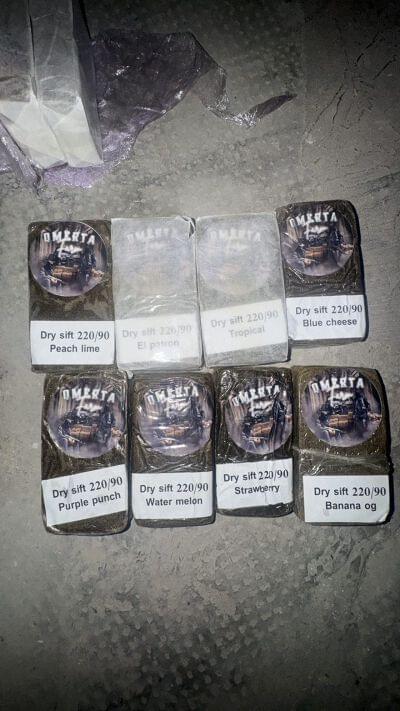 OMERTA
OMERTA
OMERTA
OMERTA
Dry sift 220/90
Peach lime
Dry sift 220/90
El patron
Dry sift 220/90
Tropical
Dry sift 220/90
Blue cheese
OMERTA
OMERTA
OMERTA
OMERTA
Dry sift 220/90
Purple punch
Dry sift 220/90
Water melon
Dry sift 220/90
Strawberry
Dry sift 220/90
Banana og